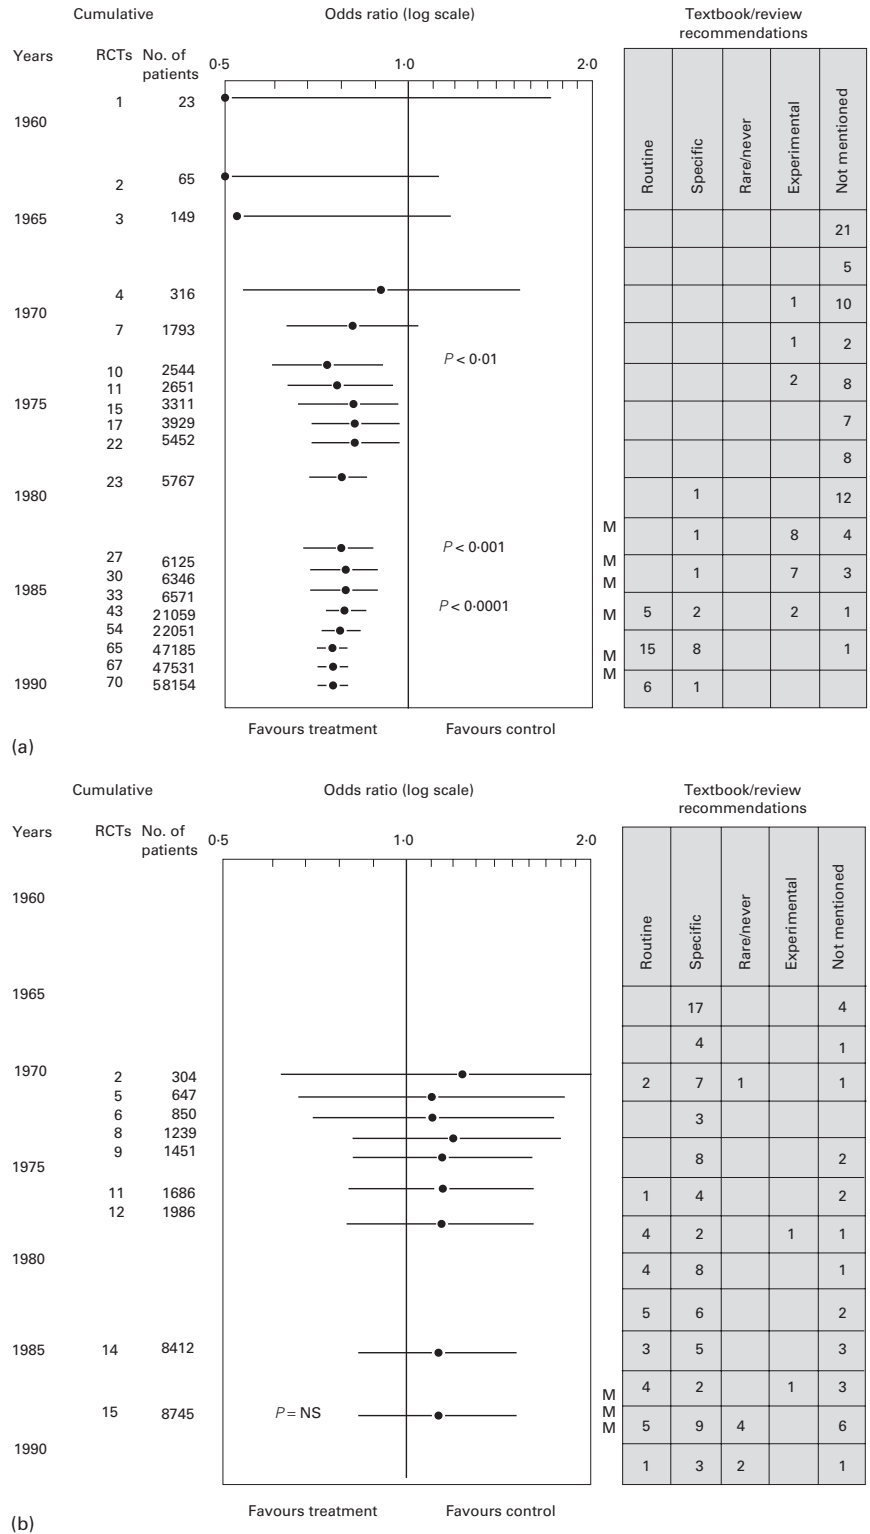 Cumulative Odds ratio (log scale) Textbook/review
recommendations
Years RCTs No. of
patients
0·5 1·0 2·0
Routine Specific Rare/never Experimental Not mentioned
1 23
1960
2 65
1965 3 149
21
5
4 316
1 10
1970
7 1793
1 2
P < 0·01
10 2544
11 2651
2 8
1975 15 3311
17 3929
7
22 5452
8
23 5767
1980
1 12
M
1 8 4
P < 0·001
27 6125
M
30 6346
1 7 3
M
1985 33 6571
43 21059
P < 0·0001
M 5 2 2 1
54 22051
65 47185
M 15 8 1
67 47531
M
1990 70 58154
6 1
Favours treatment Favours control
(a)
Cumulative Odds ratio (log scale) Textbook/review
recommendations
Years RCTs No. of
patients
0·5 1·0 2·0
Routine Specific Rare/never Experimental Not mentioned
1960
1965
17 4
4 1
1970
2 304
2 7 1 1
5 647
6 850
3
8 1239
9 1451
8 2
1975
11 1686
1 4 2
12 1986
4 2 1 1
1980
4 8 1
5 6 2
1985 14 8412
3 5 3
4 2 1 3
M
15 8745 P = NS
M
M 5 9 4 6
1990
1 3 2 1
Favours treatment Favours control
(b)